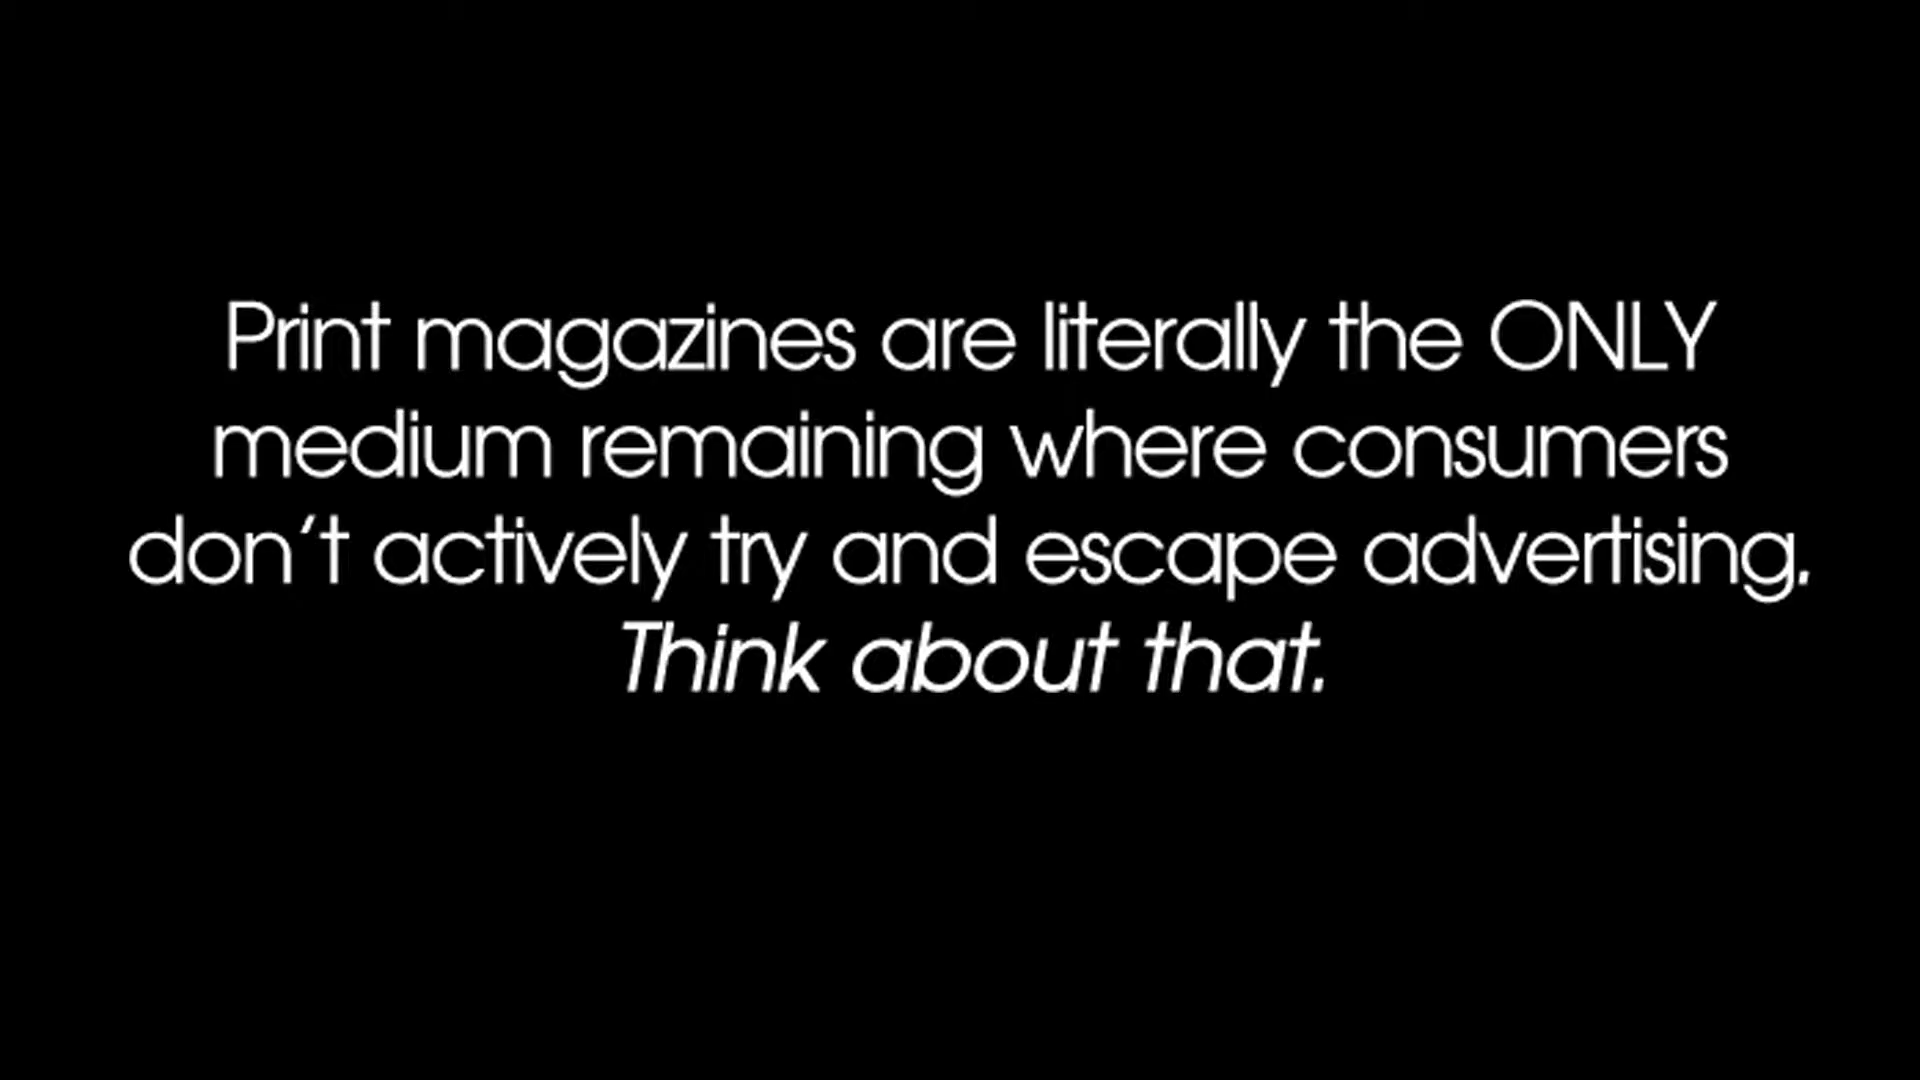 Print magazines are literally the ONLY
medium remaining where consumers
don‘t actively try and escape advertising.
Think about that.